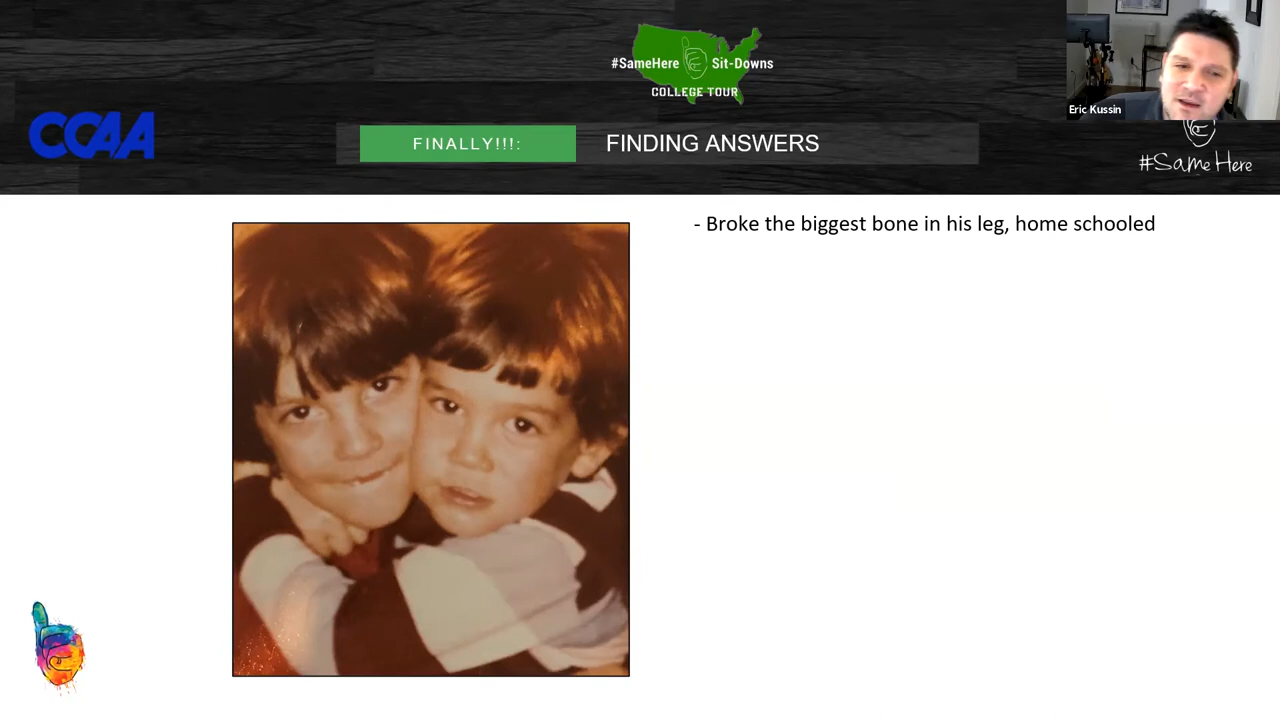 #SameHere Sit-Downs
COLLEGE TOUR
Eric Kussin
CCAA
FINALLY!!!: FINDING ANSWERS
#SameHere
- Broke the biggest bone in his leg, home schooled